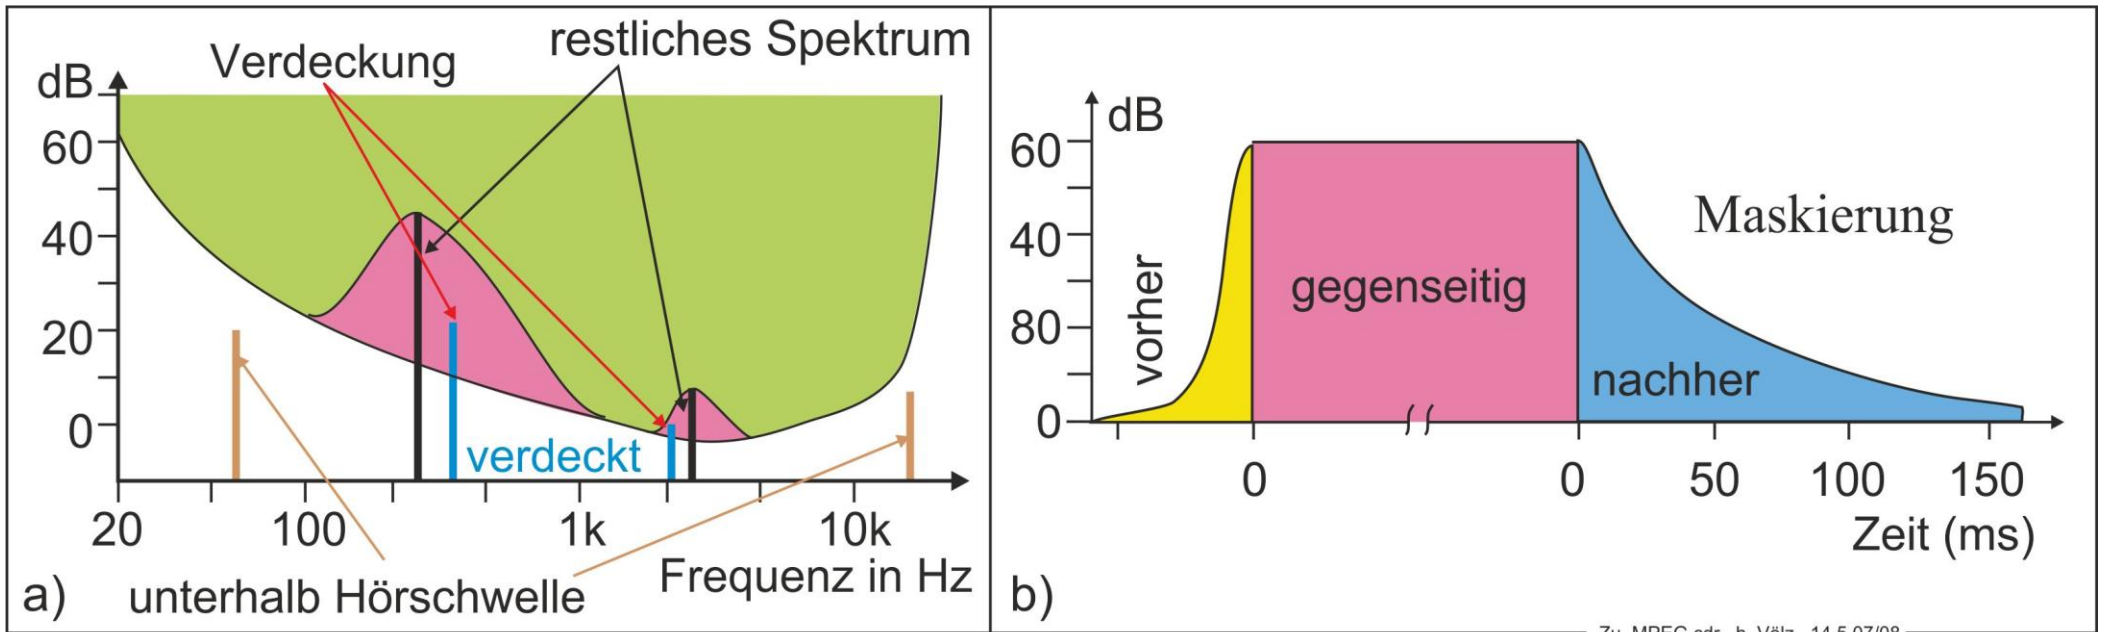 Verdeckung
restliches Spektrum
dB
60
40
20
0
verdeckt
20 100 1k 10k
Frequenz in Hz
unterhalb Hörschwelle
a)
dB
60
40
80
0
vorher
gegenseitig
nachher
Maskierung
0 0 50 100 150
Zeit (ms)
b)